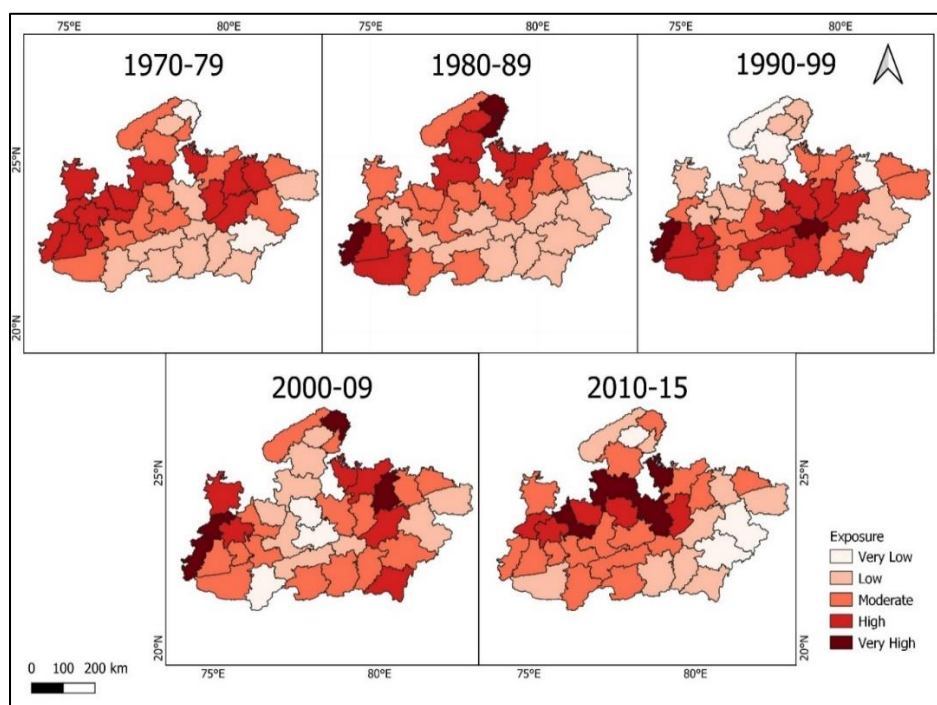 75°E 80°E 75°E 80°E 75°E 80°E
1970-79 1980-89 1990-99
25°N
20°N
25°N
20°N
2000-09 2010-15
25°N
20°N
25°N
20°N
Exposure
Very Low
Low
Moderate
High
Very High
0 100 200 km
75°E 80°E 75°E 80°E